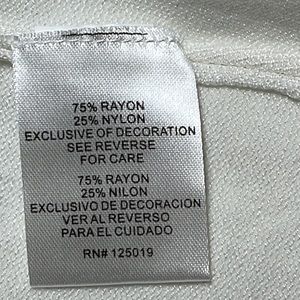 75% RAYON
25% NYLON
EXCLUSIVE OF DECORATION
SEE REVERSE
FOR CARE
75% RAYON
25% NILON
EXCLUSIVO DE DECORACION
VER AL REVERSO
PARA EL CUIDADO
RN# 125019